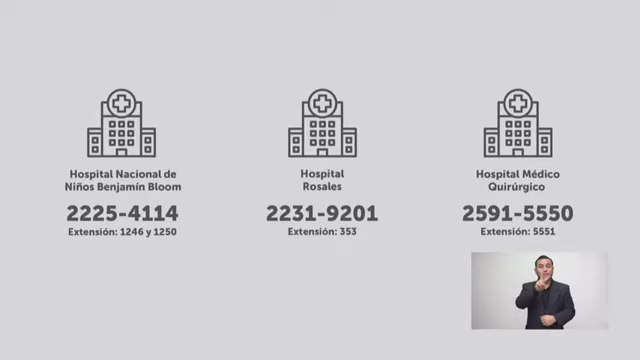 Hospital Nacional de
Niños Benjamín Bloom
2225-4114
Extensión: 1246 y 1250
Hospital
Rosales
2231-9201
Extensión: 353
Hospital Médico
Quirúrgico
2591-5550
Extensión: 5551